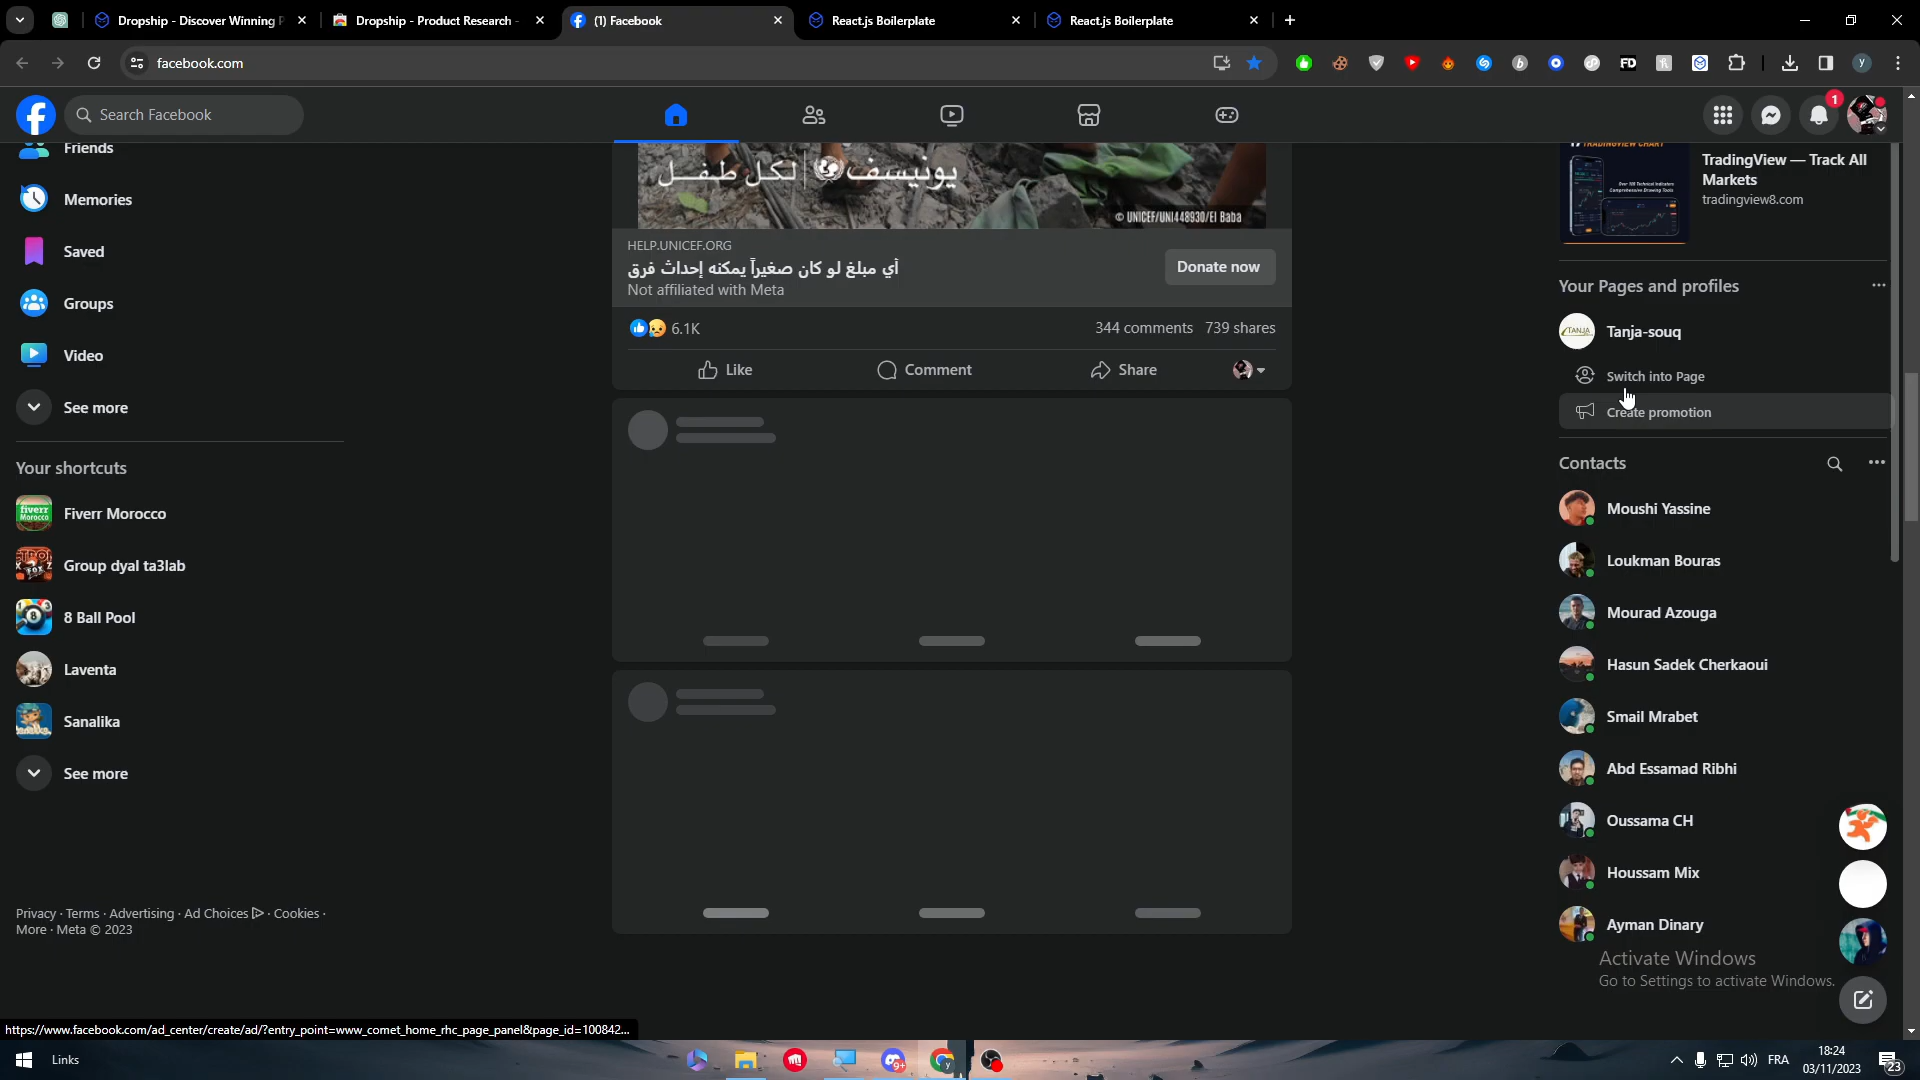 Dropship - Discover Winning P
Dropship - Product Research -
(1) Facebook
React.js Boilerplate
React.js Boilerplate
facebook.com
FD
y
Search Facebook
1
Friends
Memories
Saved
Groups
Video
See more
Your shortcuts
Fiverr Morocco
Group dyal ta3lab
8 Ball Pool
Laventa
Sanalika
See more
Privacy · Terms · Advertising · Ad Choices · Cookies ·
More · Meta © 2023
يونيسف لكل طفل
© UNICEF/UNI448930/El Baba
HELP.UNICEF.ORG
أي مبلغ لو كان صغيراً يمكنه إحداث فرق
Not affiliated with Meta
Donate now
6.1K
344 comments 739 shares
Like
Comment
Share
TRADINGVIEW CHART
TradingView — Track All
Markets
tradingview8.com
Your Pages and profiles
TANJA
Tanja-souq
Switch into Page
Create promotion
Contacts
Moushi Yassine
Loukman Bouras
Mourad Azouga
Hasun Sadek Cherkaoui
Smail Mrabet
Abd Essamad Ribhi
Oussama CH
Houssam Mix
Ayman Dinary
Activate Windows
Go to Settings to activate Windows.
https://www.facebook.com/ad_center/create/ad/?entry_point=www_comet_home_rhc_page_panel&page_id=100842...
Links
9+
FRA
18:24
03/11/2023
23